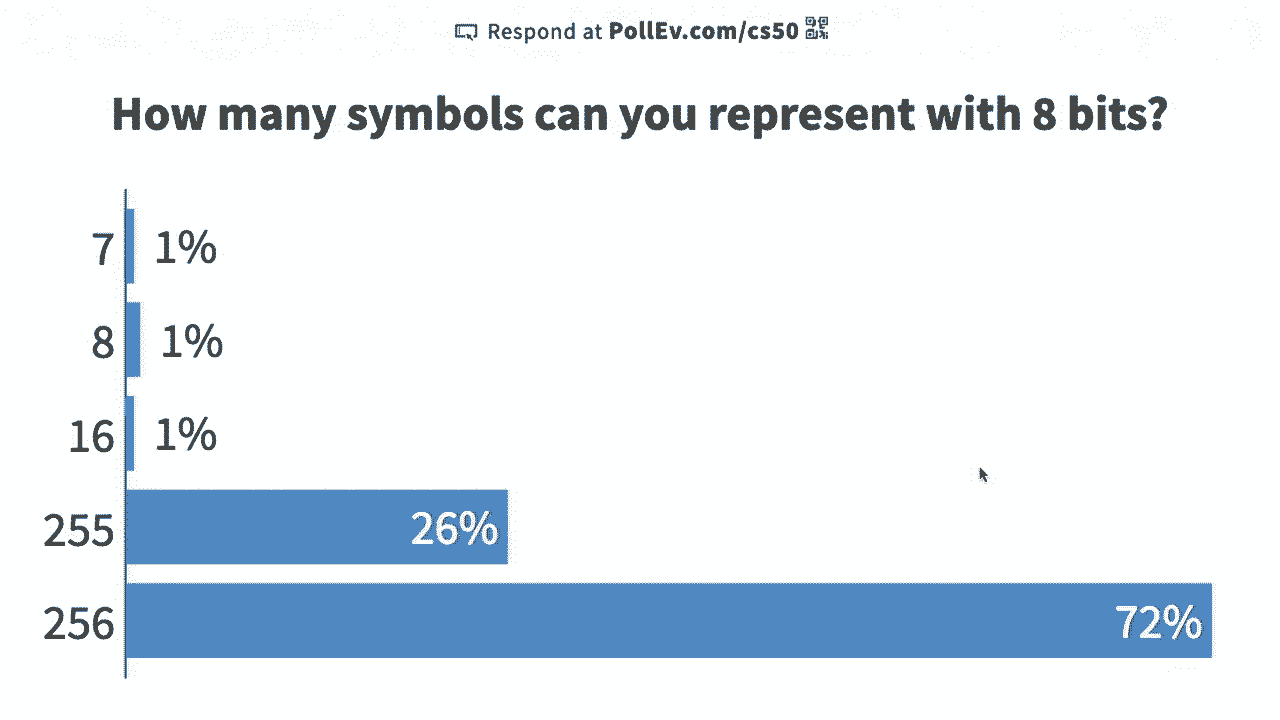 Respond at PollEv.com/cs50
How many symbols can you represent with 8 bits?
7 1%
8 1%
16 1%
255 26%
256 72%